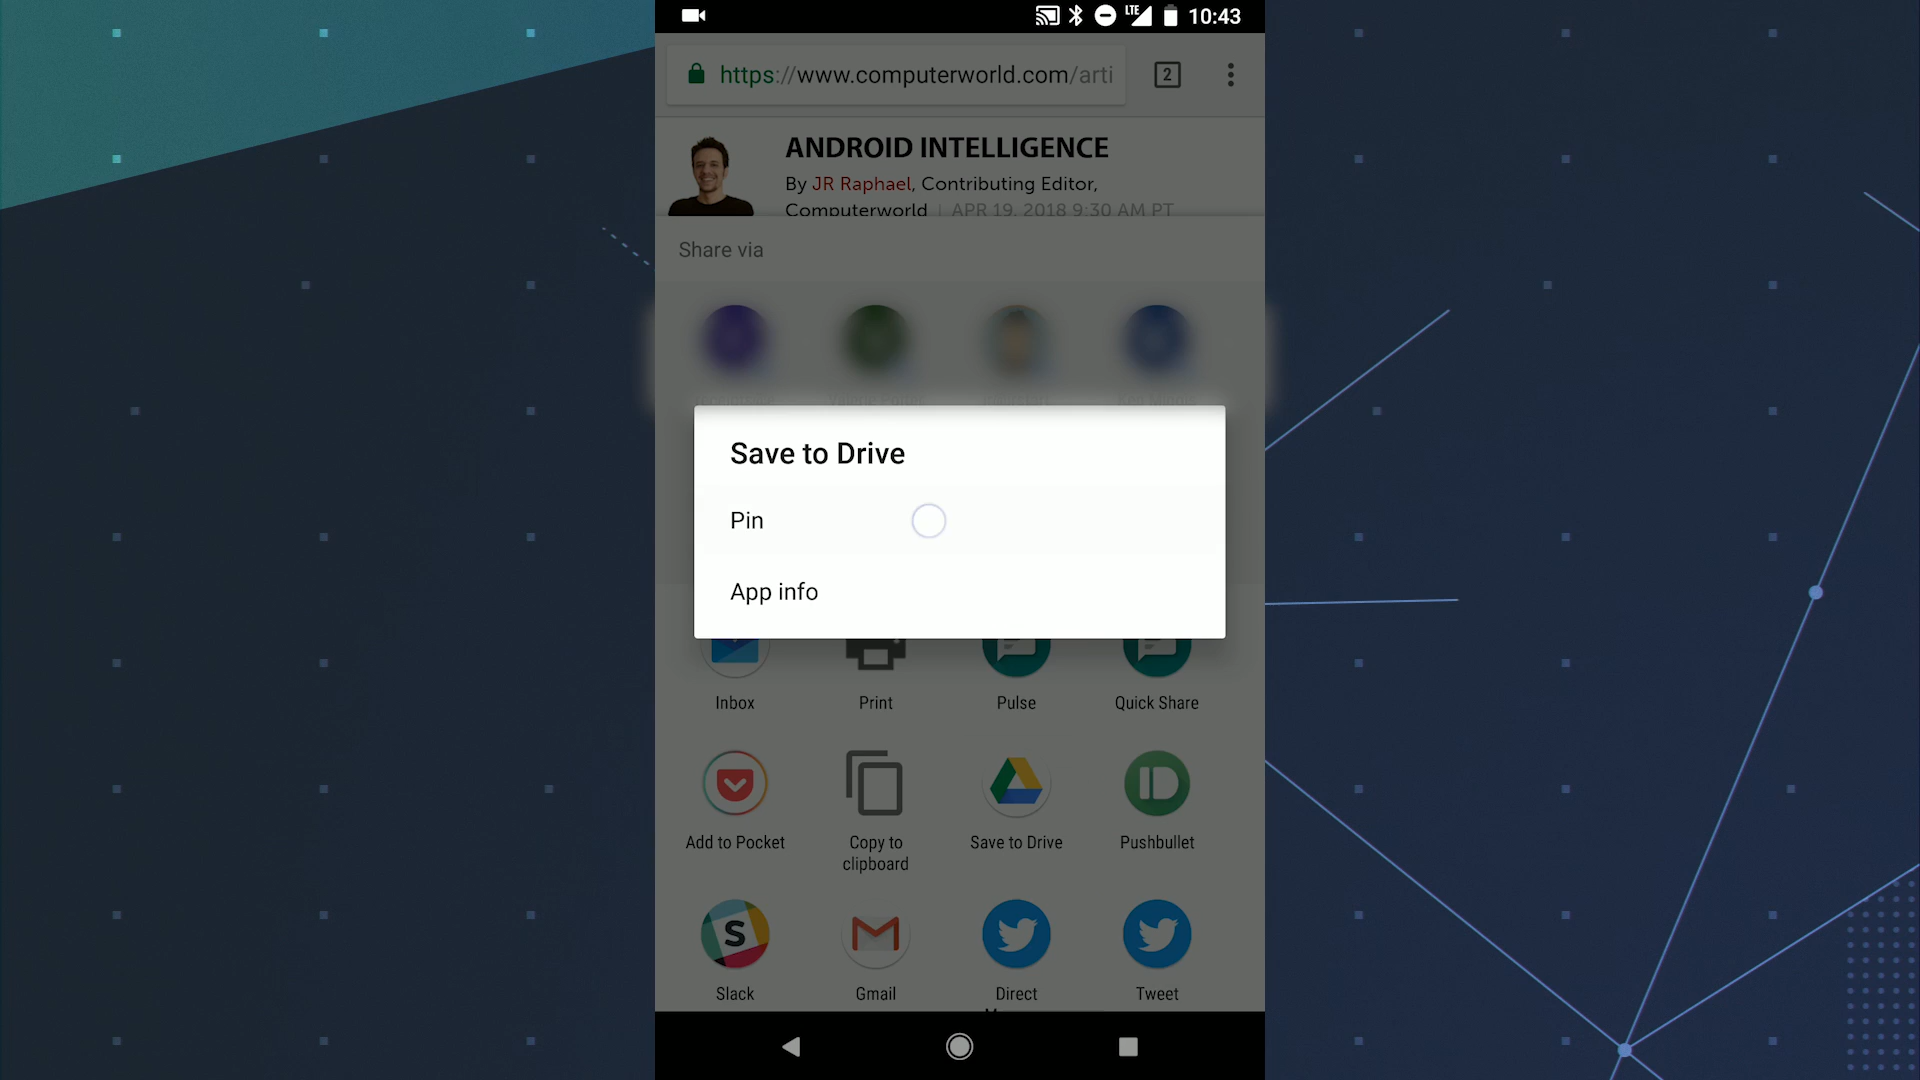 LTE 10:43
https://www.computerworld.com/arti
2
ANDROID INTELLIGENCE
By JR Raphael, Contributing Editor,
Computerworld | APR 19, 2018 9:30 AM PT
Share via
Save to Drive
Pin
App info
Inbox Print Pulse Quick Share
Add to Pocket Copy to Save to Drive Pushbullet
clipboard
S
Slack Gmail Direct Tweet